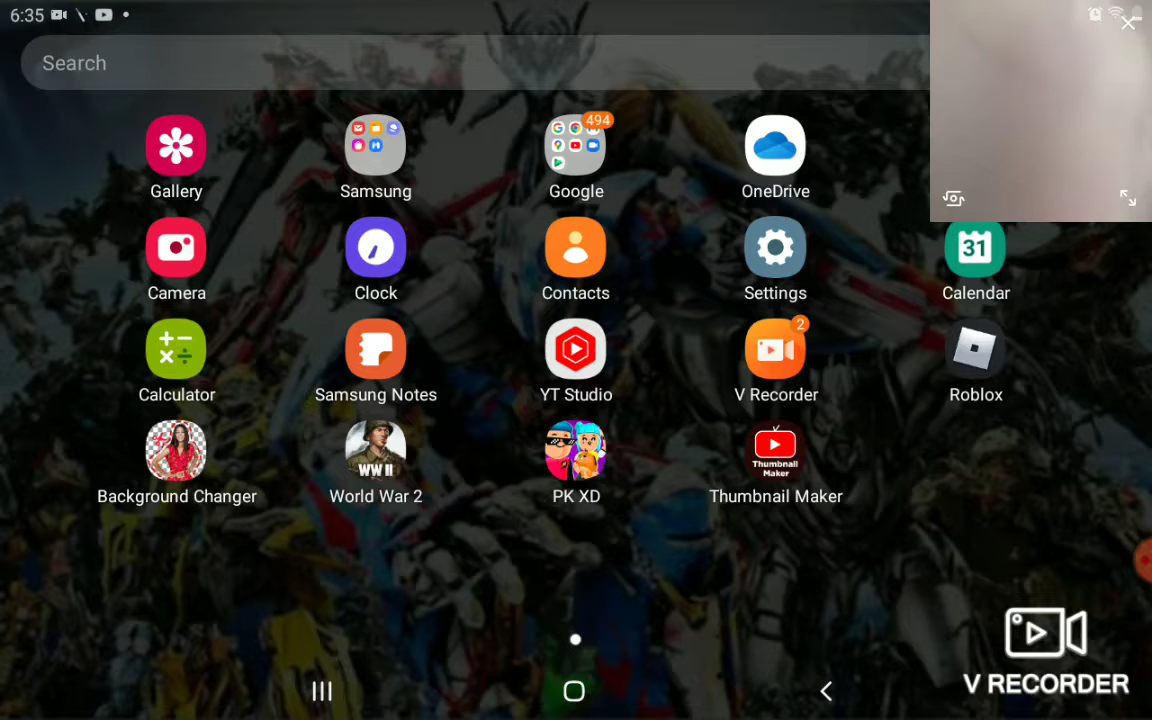 6:35
Search
494
Gallery
Samsung
Google
OneDrive
31
2
Camera
Clock
Contacts
Settings
Calendar
Calculator
Samsung Notes
YT Studio
V Recorder
Roblox
WW II
Thumbnail
Maker
Background Changer
World War 2
PK XD
Thumbnail Maker
V RECORDER